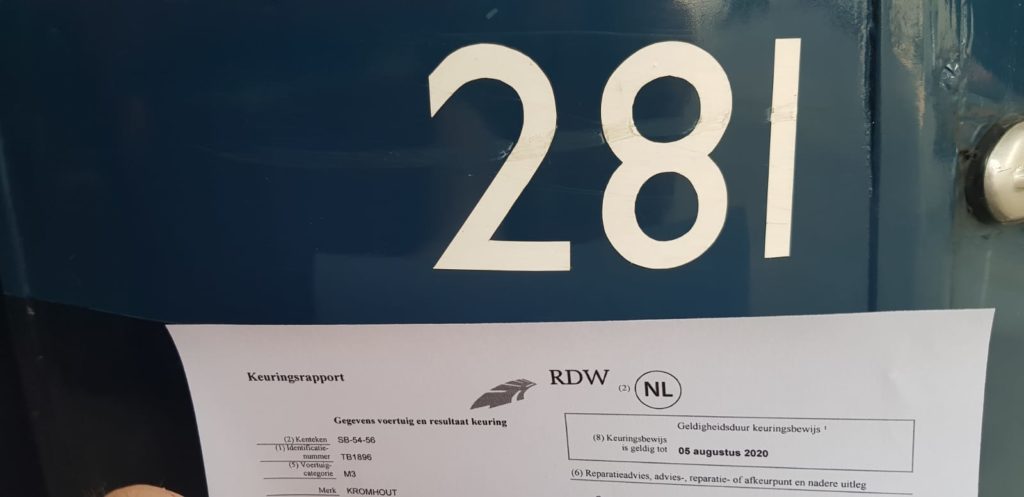 281
Keuringsrapport
RDW (2) NL
Gegevens voertuig en resultaat keuring
(2) Kenteken SB-54-56
(1) Identificatie-
nummer TB1896
(5) Voertuig-
categorie M3
Merk KROMHOUT
Geldigheidsduur keuringsbewijs ¹
(8) Keuringsbewijs
is geldig tot 05 augustus 2020
(6) Reparatieadvies, advies-, reparatie- of afkeurpunt en nadere uitleg